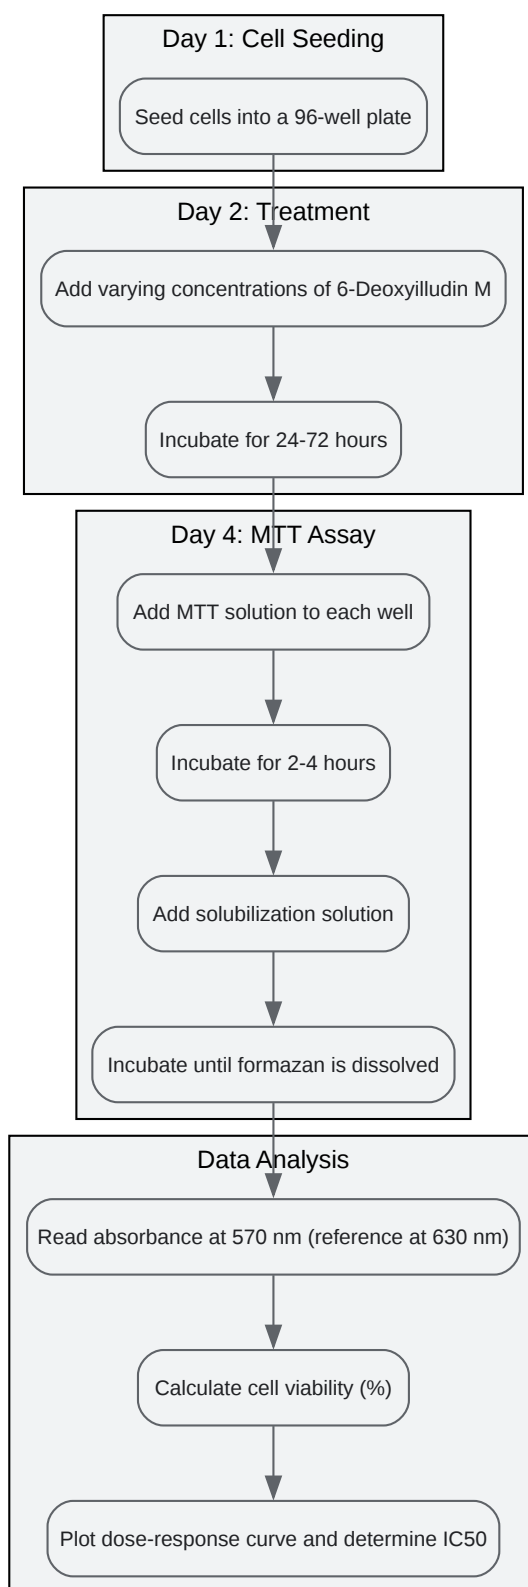 Day 1: Cell Seeding
Seed cells into a 96-well plate
Day 2: Treatment
Add varying concentrations of 6-Deoxyilludin M
Incubate for 24-72 hours
Day 4: MTT Assay
Add MTT solution to each well
Incubate for 2-4 hours
Add solubilization solution
Incubate until formazan is dissolved
Data Analysis
Read absorbance at 570 nm (reference at 630 nm)
Calculate cell viability (%)
Plot dose-response curve and determine IC50